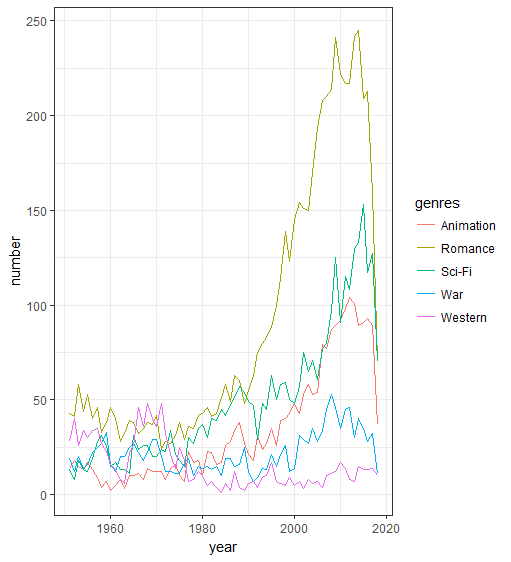 250
200
150
100
50
0
number
1960
1980
2000
2020
year
genres
Animation
Romance
Sci-Fi
War
Western